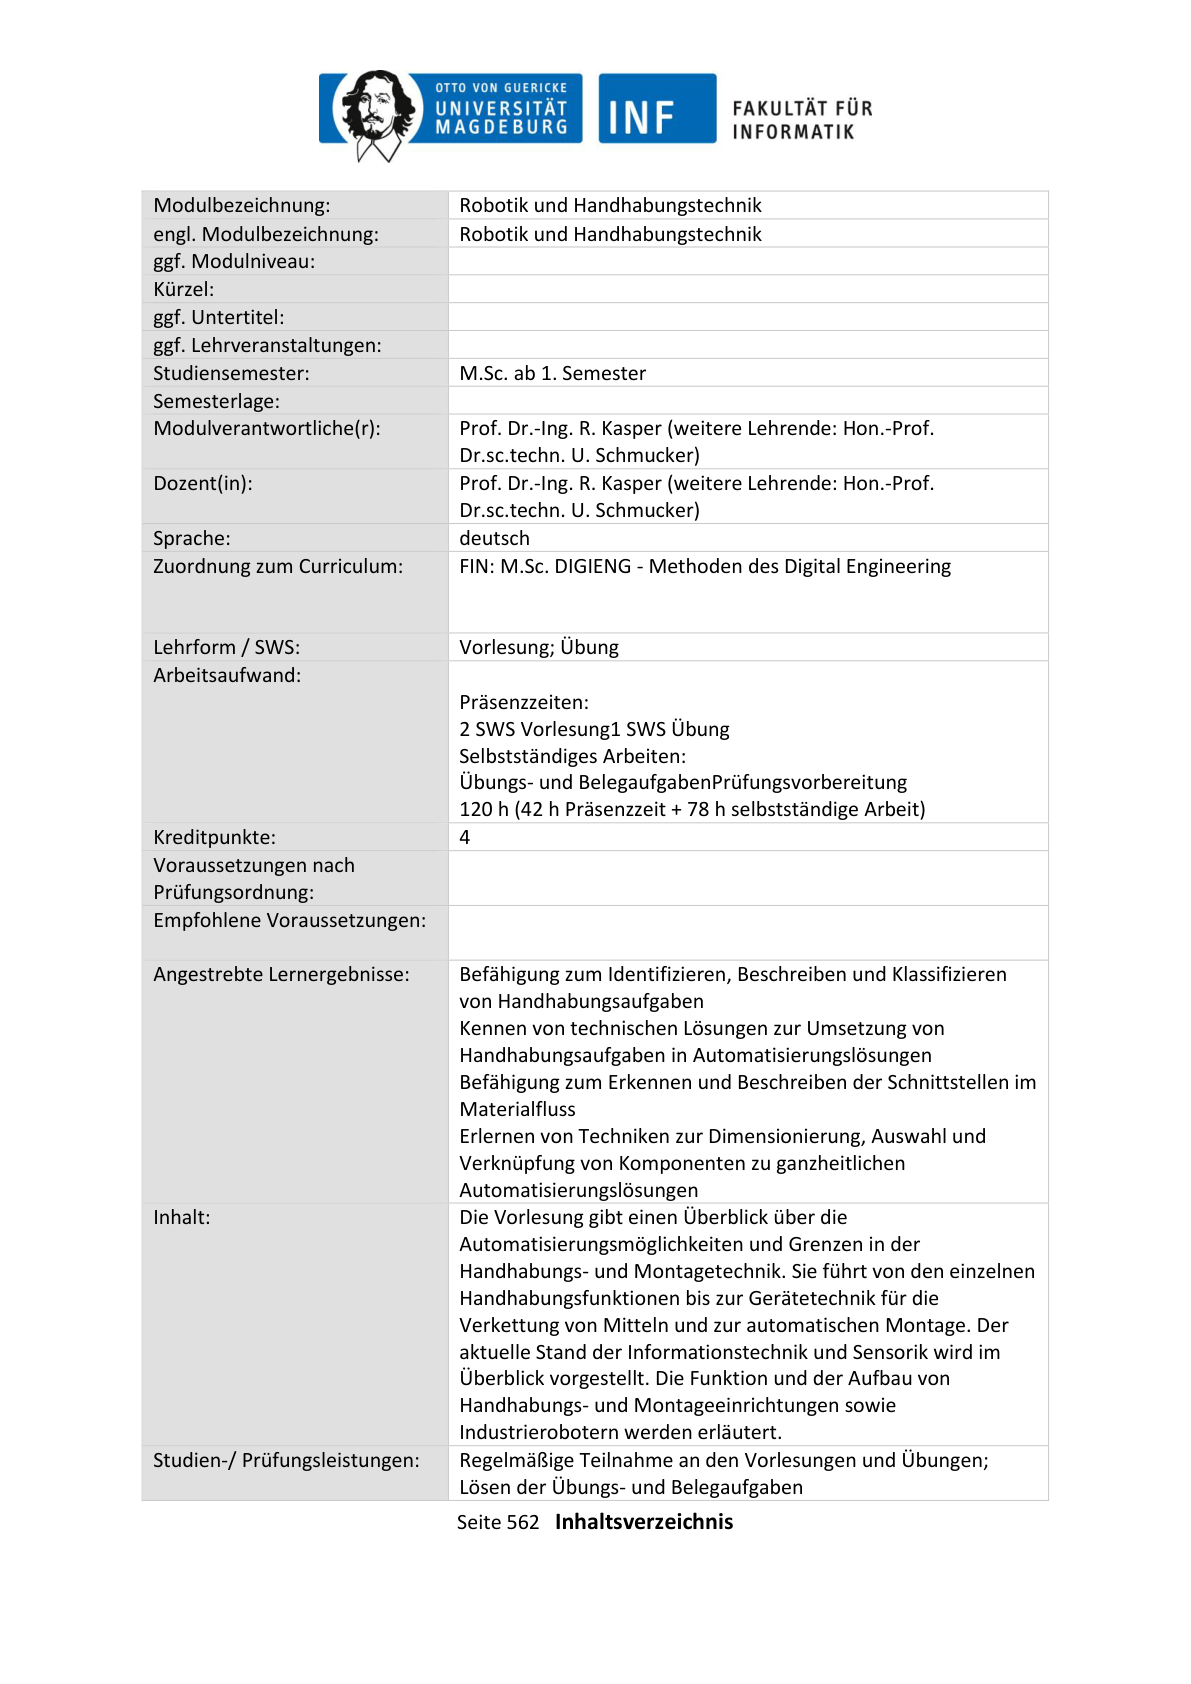 OTTO VON GUERICKE
UNIVERSITÄT
MAGDEBURG
INF
FAKULTÄT FÜR
INFORMATIK
Modulbezeichnung: Robotik und Handhabungstechnik
engl. Modulbezeichnung: Robotik und Handhabungstechnik
ggf. Modulniveau:
Kürzel:
ggf. Untertitel:
ggf. Lehrveranstaltungen:
Studiensemester: M.Sc. ab 1. Semester
Semesterlage:
Modulverantwortliche(r): Prof. Dr.-Ing. R. Kasper (weitere Lehrende: Hon.-Prof.
Dr.sc.techn. U. Schmucker)
Dozent(in): Prof. Dr.-Ing. R. Kasper (weitere Lehrende: Hon.-Prof.
Dr.sc.techn. U. Schmucker)
Sprache: deutsch
Zuordnung zum Curriculum: FIN: M.Sc. DIGIENG - Methoden des Digital Engineering
Lehrform / SWS: Vorlesung; Übung
Arbeitsaufwand:
Präsenzzeiten:
2 SWS Vorlesung1 SWS Übung
Selbstständiges Arbeiten:
Übungs- und BelegaufgabenPrüfungsvorbereitung
120 h (42 h Präsenzzeit + 78 h selbstständige Arbeit)
Kreditpunkte: 4
Voraussetzungen nach
Prüfungsordnung:
Empfohlene Voraussetzungen:
Angestrebte Lernergebnisse: Befähigung zum Identifizieren, Beschreiben und Klassifizieren
von Handhabungsaufgaben
Kennen von technischen Lösungen zur Umsetzung von
Handhabungsaufgaben in Automatisierungslösungen
Befähigung zum Erkennen und Beschreiben der Schnittstellen im
Materialfluss
Erlernen von Techniken zur Dimensionierung, Auswahl und
Verknüpfung von Komponenten zu ganzheitlichen
Automatisierungslösungen
Inhalt: Die Vorlesung gibt einen Überblick über die
Automatisierungsmöglichkeiten und Grenzen in der
Handhabungs- und Montagetechnik. Sie führt von den einzelnen
Handhabungsfunktionen bis zur Gerätetechnik für die
Verkettung von Mitteln und zur automatischen Montage. Der
aktuelle Stand der Informationstechnik und Sensorik wird im
Überblick vorgestellt. Die Funktion und der Aufbau von
Handhabungs- und Montageeinrichtungen sowie
Industrierobotern werden erläutert.
Studien-/ Prüfungsleistungen: Regelmäßige Teilnahme an den Vorlesungen und Übungen;
Lösen der Übungs- und Belegaufgaben
Seite 562 Inhaltsverzeichnis